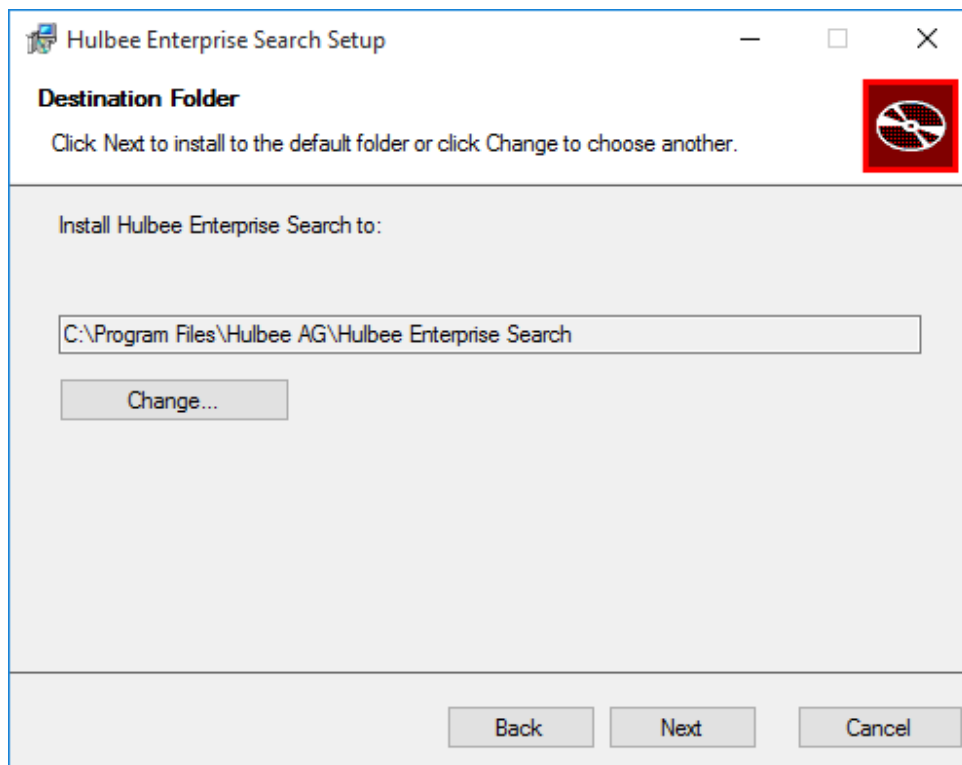 Hulbee Enterprise Search Setup
Destination Folder
Click Next to install to the default folder or click Change to choose another.
Install Hulbee Enterprise Search to:
C:\Program Files\Hulbee AG\Hulbee Enterprise Search
Change...
Back Next Cancel